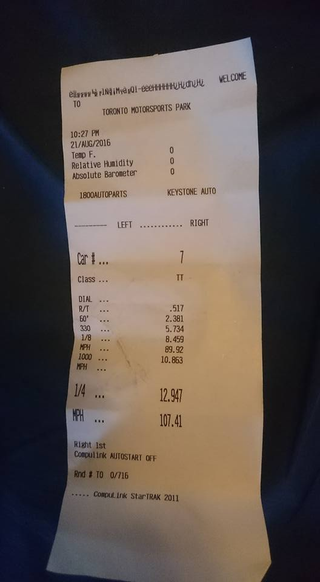 WELCOME
TO
TORONTO MOTORSPORTS PARK
10:27 PM
21/AUG/2016
Temp F. 0
Relative Humidity 0
Absolute Barometer 0
1800AUTOPARTS KEYSTONE AUTO
--------- LEFT ............ RIGHT
Car # ... 7
Class ... TT
DIAL ...
R/T ... .517
60' ... 2.381
330 ... 5.734
1/8 ... 8.459
MPH ... 89.92
1000 ... 10.863
MPH ...
1/4 ... 12.947
MPH ... 107.41
Right 1st
Compulink AUTOSTART OFF
Rnd # TO 0/716
..... Compulink StarTRAK 2011